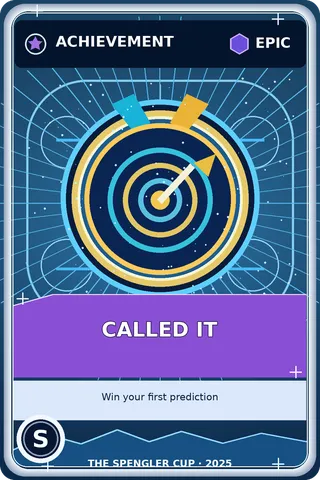 ACHIEVEMENT
EPIC
CALLED IT
Win your first prediction
S
THE SPENGLER CUP · 2025